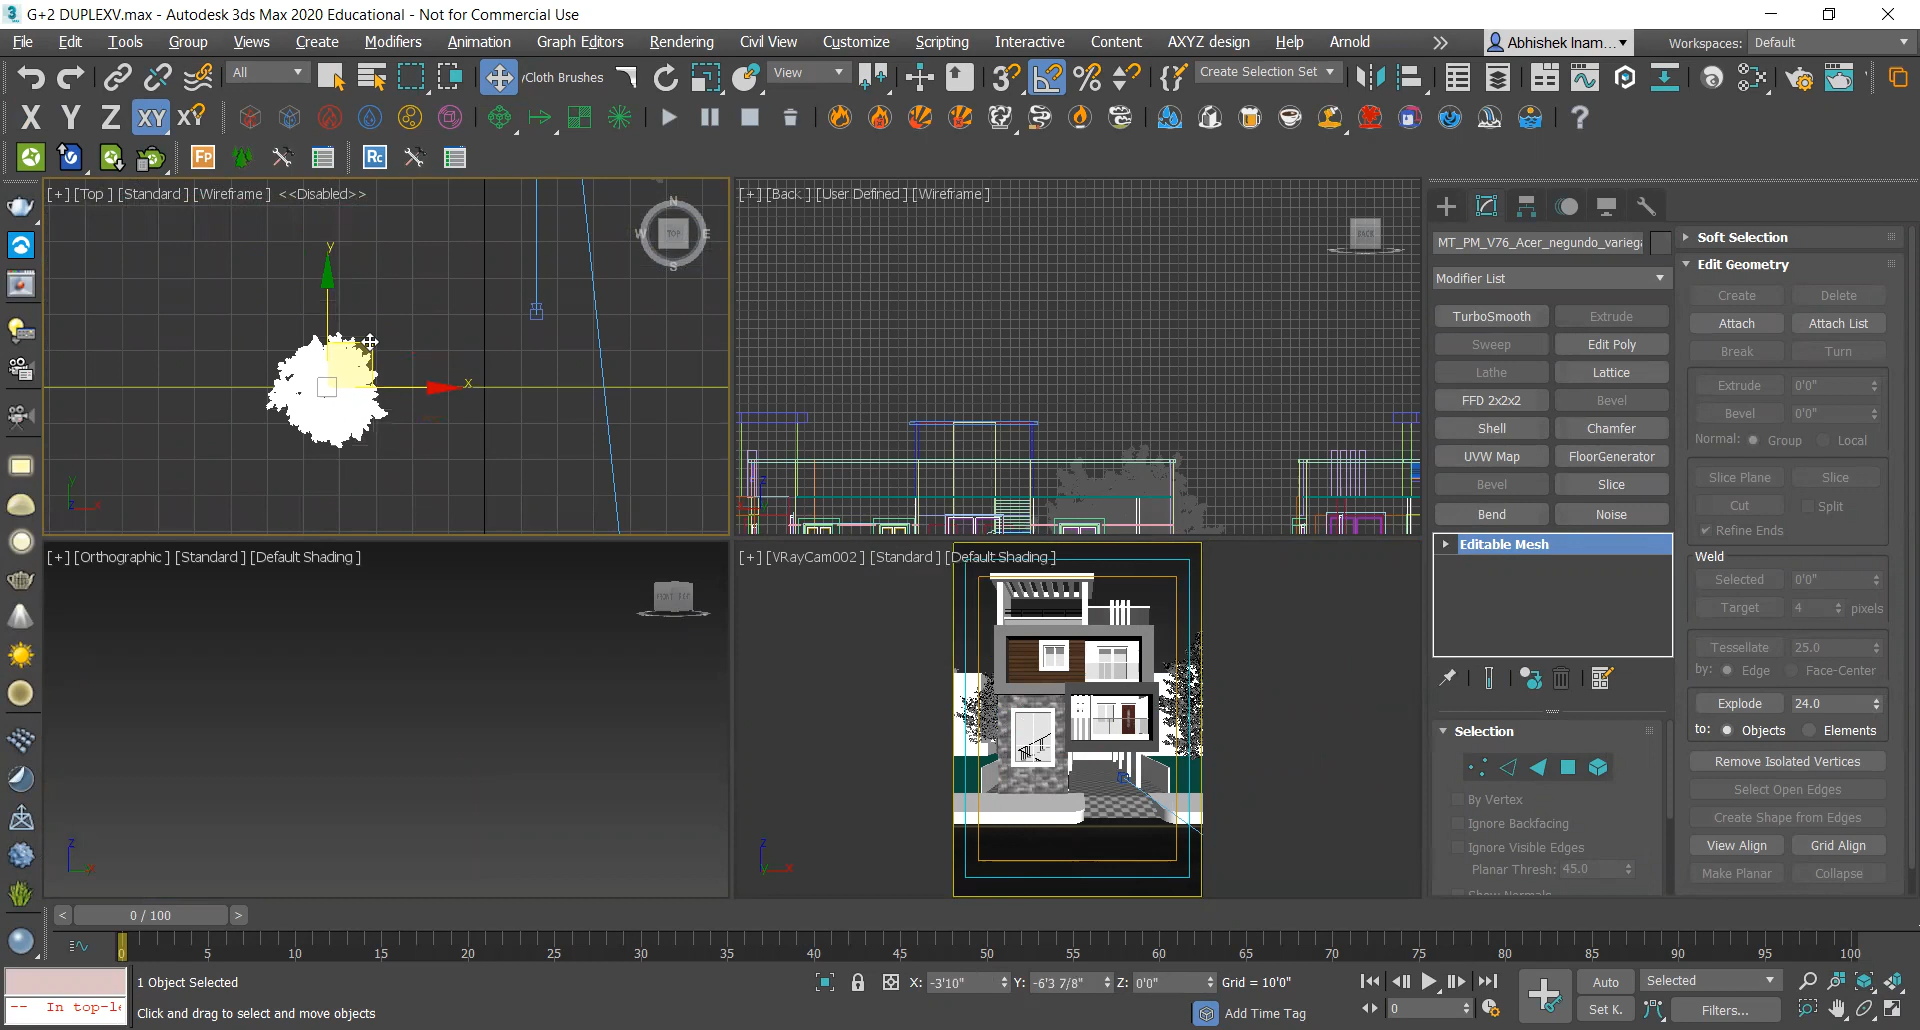 G+2 DUPLEXV.max - Autodesk 3ds Max 2020 Educational - Not for Commercial Use
File Edit Tools Group Views Create Modifiers Animation Graph Editors Rendering Civil View Customize Scripting Interactive Content AXYZ design Help Arnold Abhishek Inam... Workspaces: Default
All /Cloth Brushes View Create Selection Set
X Y Z XY XY
Fp Rc
[+] [Top ] [Standard ] [Wireframe ] <<Disabled>>
[+] [Back ] [User Defined ] [Wireframe ]
N W TOP E S
BACK
y
x
MT_PM_V76_Acer_negundo_varieg
Modifier List
TurboSmooth Extrude
Sweep Edit Poly
Lathe Lattice
FFD 2x2x2 Bevel
Shell Chamfer
UVW Map FloorGenerator
Bevel Slice
Bend Noise
Editable Mesh
Selection
By Vertex
Ignore Backfacing
Ignore Visible Edges
Planar Thresh: 45.0
Show Normals
Soft Selection
Edit Geometry
Create Delete
Attach Attach List
Break Turn
Extrude 0'0"
Bevel 0'0"
Normal: Group Local
Slice Plane Slice
Cut Split
Refine Ends
Weld
Selected 0'0"
Target 4 pixels
Tessellate 25.0
by: Edge Face-Center
Explode 24.0
to: Objects Elements
Remove Isolated Vertices
Select Open Edges
Create Shape from Edges
View Align Grid Align
Make Planar Collapse
[+] [Orthographic ] [Standard ] [Default Shading ]
[+] [VRayCam002 ] [Standard ] [Default Shading ]
< 0 / 100 >
0 5 10 15 20 25 30 35 40 45 50 55 60 65 70 75 80 85 90 95 100
1 Object Selected
X: -3'10" Y: -6'3 7/8" Z: 0'0" Grid = 10'0"
Auto Selected
-- In top-l
Click and drag to select and move objects
Add Time Tag
0
Set K. Filters...